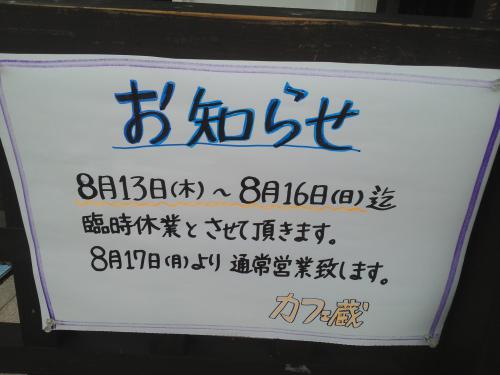 お知らせ
8月13日(木)～8月16日(日)迄
臨時休業とさせて頂きます。
8月17日(月)より通常営業致します。
カフェ蔵